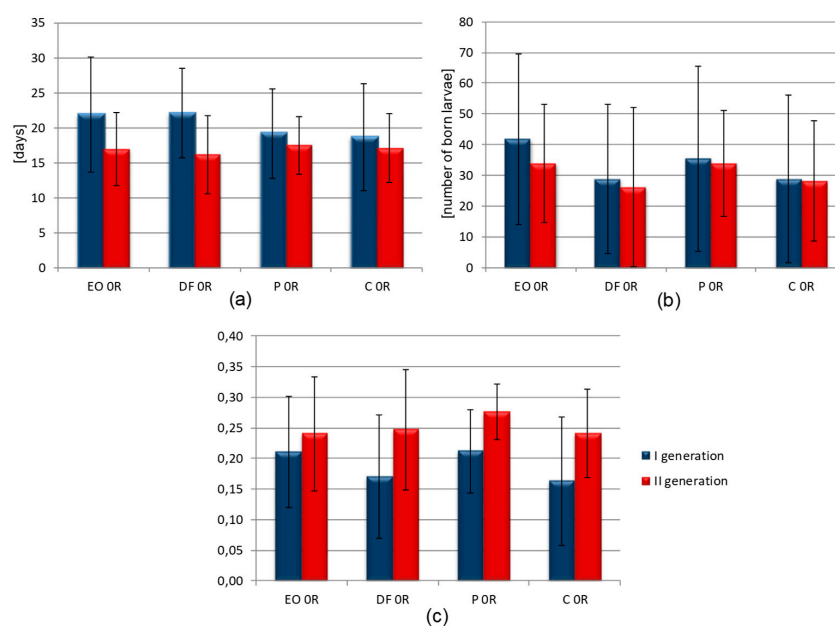 [days]
35
30
25
20
15
10
5
0
EO 0R DF 0R P 0R C 0R
(a)
[number of born larvae]
80
70
60
50
40
30
20
10
0
EO 0R DF 0R P 0R C 0R
(b)
0,40
0,35
0,30
0,25
0,20
0,15
0,10
0,05
0,00
EO 0R DF 0R P 0R C 0R
(c)
I generation
II generation